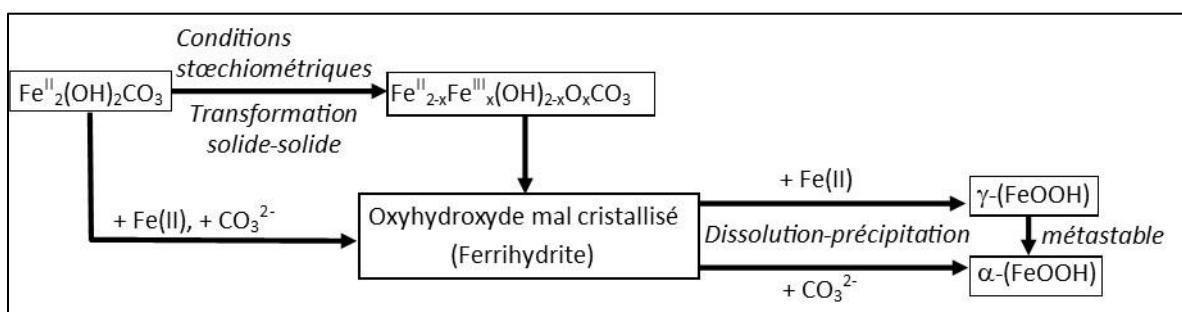 Conditions
stœchiométriques
Fe^II_2(OH)_2CO_3
Fe^II_2-xFe^III_x(OH)_2-xO_xCO_3
Transformation
solide-solide
+ Fe(II), + CO_3^2-
Oxyhydroxyde mal cristallisé
(Ferrihydrite)
+ Fe(II)
Dissolution-précipitation
+ CO_3^2-
γ-(FeOOH)
métastable
α-(FeOOH)